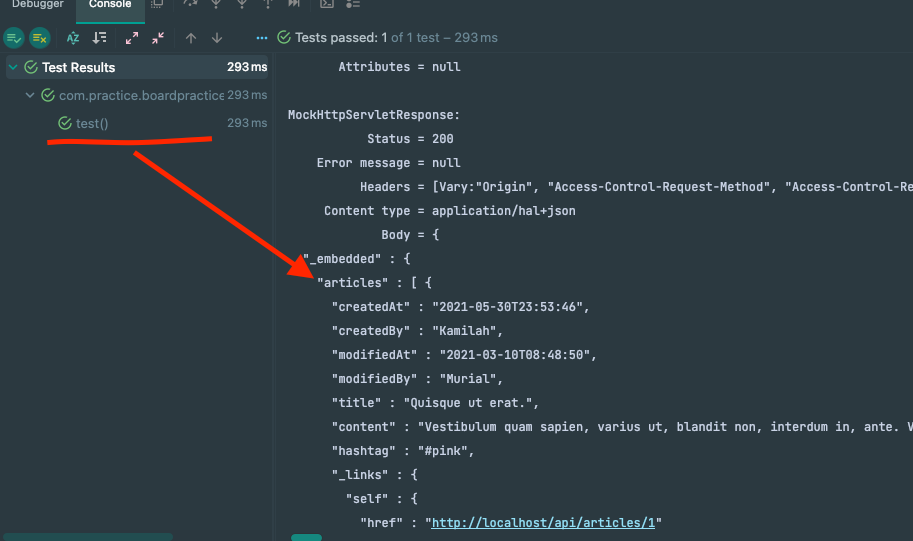 Debugger
Console
Tests passed: 1 of 1 test – 293 ms
Test Results 293 ms
com.practice.boardpractice 293 ms
test() 293 ms
Attributes = null
MockHttpServletResponse:
Status = 200
Error message = null
Headers = [Vary:"Origin", "Access-Control-Request-Method", "Access-Control-Re
Content type = application/hal+json
Body = {
"_embedded" : {
"articles" : [ {
"createdAt" : "2021-05-30T23:53:46",
"createdBy" : "Kamilah",
"modifiedAt" : "2021-03-10T08:48:50",
"modifiedBy" : "Murial",
"title" : "Quisque ut erat.",
"content" : "Vestibulum quam sapien, varius ut, blandit non, interdum in, ante. V
"hashtag" : "#pink",
"_links" : {
"self" : {
"href" : "http://localhost/api/articles/1"